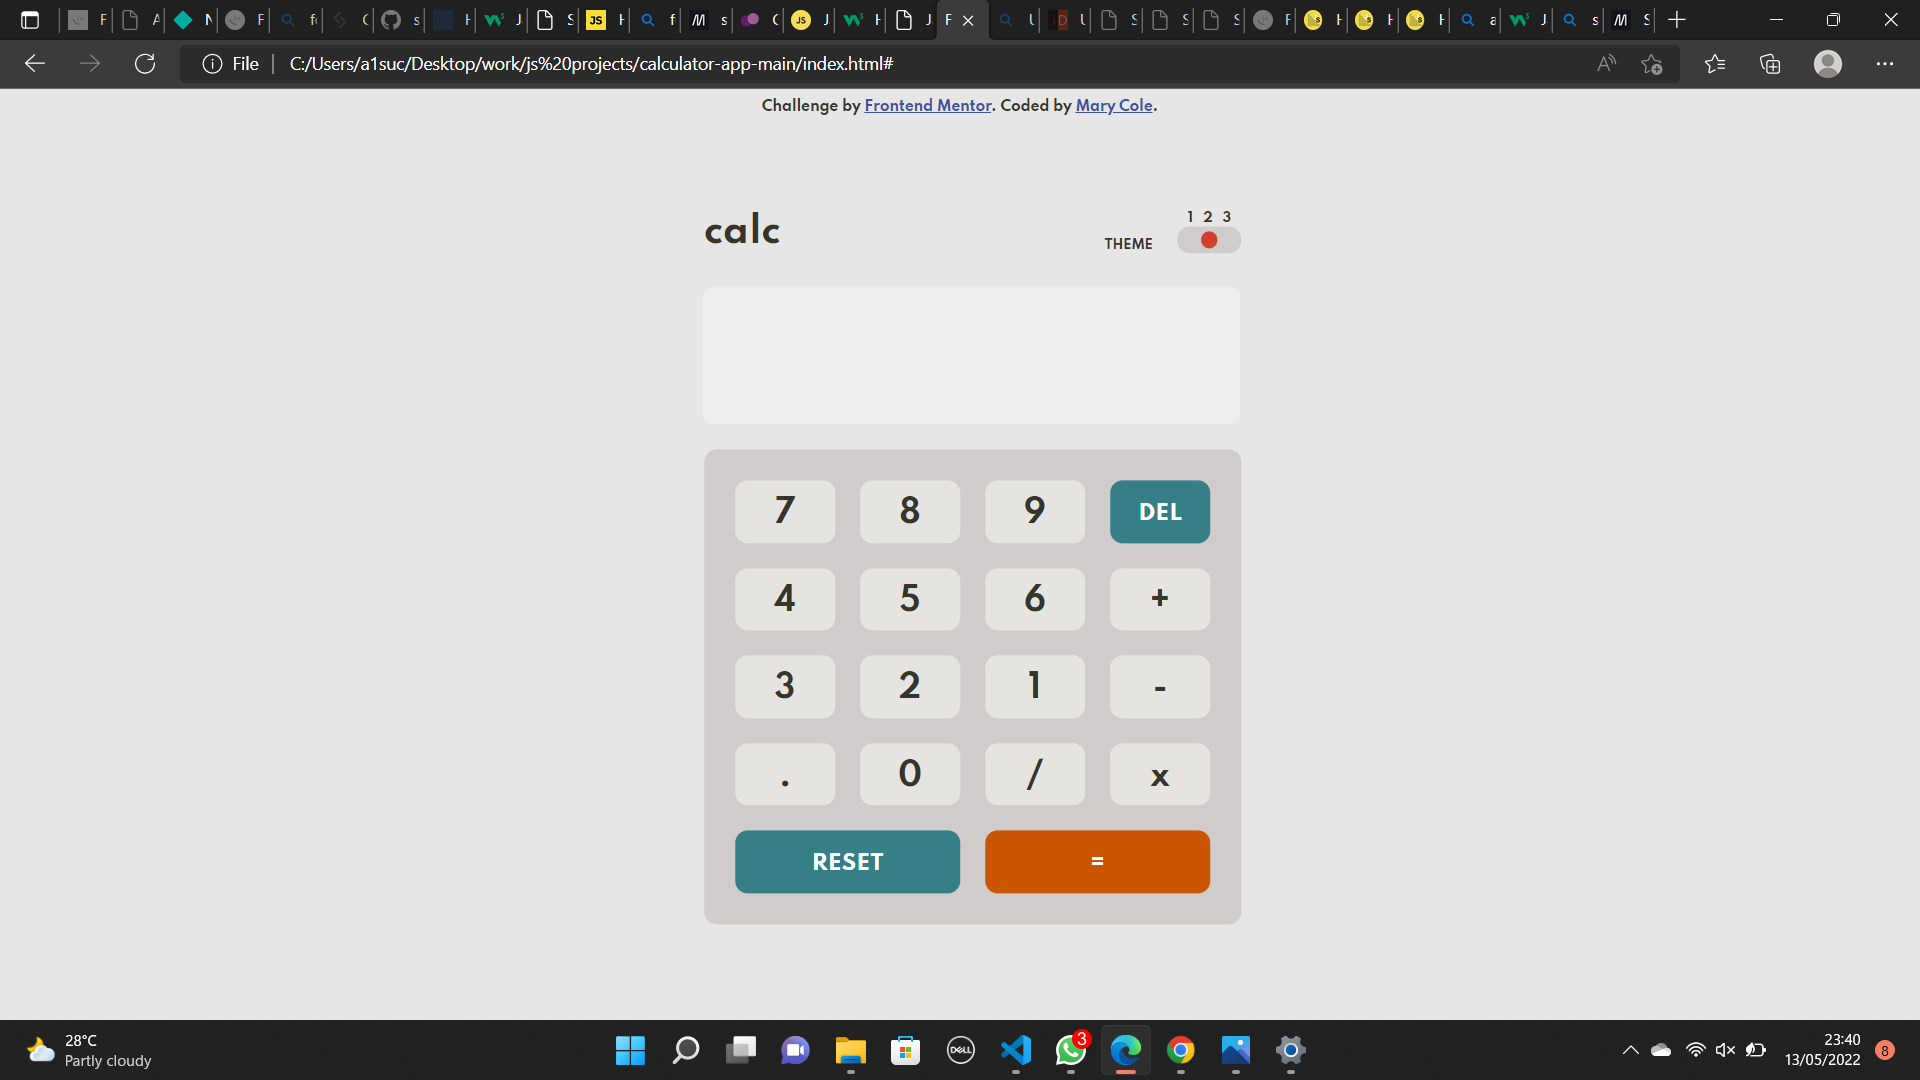 File
C:/Users/a1suc/Desktop/work/js%20projects/calculator-app-main/index.html#
Challenge by Frontend Mentor. Coded by Mary Cole.
calc
1 2 3
THEME
7 8 9 DEL
4 5 6 +
3 2 1 -
. 0 / x
RESET =
28°C
Partly cloudy
DELL
3
23:40
13/05/2022
8